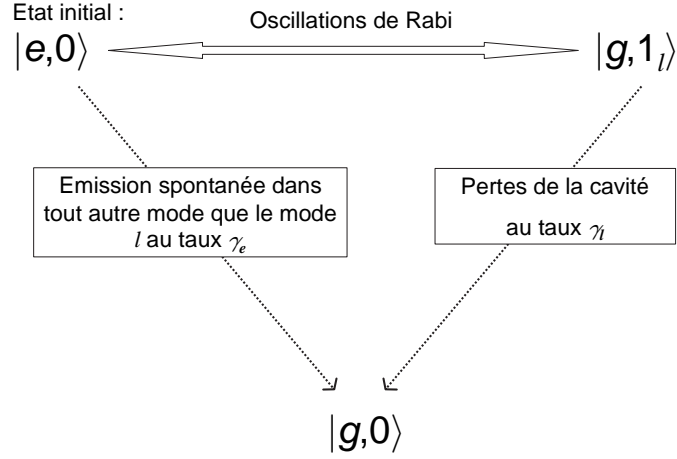 Etat initial :
Oscillations de Rabi
|e,0⟩
|g,1_l⟩
Emission spontanée dans
tout autre mode que le mode
l au taux γ_e
Pertes de la cavité
au taux γ_l
|g,0⟩